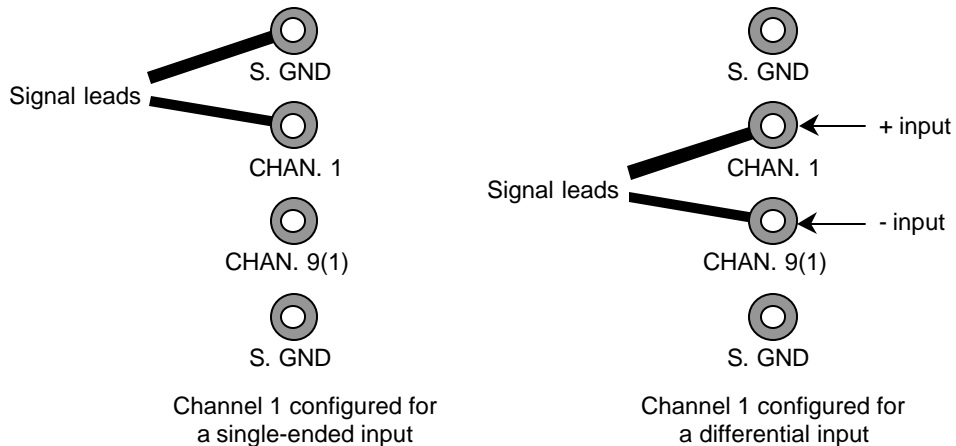 S. GND
Signal leads
CHAN. 1
CHAN. 9(1)
S. GND
Channel 1 configured for
a single-ended input
S. GND
+ input
CHAN. 1
Signal leads
- input
CHAN. 9(1)
S. GND
Channel 1 configured for
a differential input